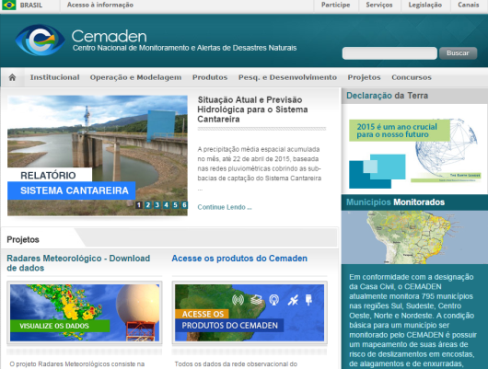 BRASIL
Acesso à informação
Participe
Serviços
Legislação
Canais
Cemaden
Centro Nacional de Monitoramento e Alertas de Desastres Naturais
Buscar
Institucional
Operação e Modelagem
Produtos
Pesq. e Desenvolvimento
Projetos
Concursos
RELATÓRIO
SISTEMA CANTAREIRA
1 2 3 4 5 6
Situação Atual e Previsão
Hidrológica para o Sistema
Cantareira
A precipitação média espacial acumulada
no mês, até 22 de abril de 2015, baseada
nas redes pluviométricas cobrindo as sub-
bacias de captação do Sistema Cantareira
...
Continue Lendo ...
Declaração da Terra
2015 é um ano crucial
para o nosso futuro
Municípios Monitorados
Em conformidade com a designação
da Casa Civil, o CEMADEN
atualmente monitora 795 municípios
nas regiões Sul, Sudeste, Centro
Oeste, Norte e Nordeste. A condição
básica para um município ser
monitorado pelo CEMADEN é possuir
um mapeamento de suas áreas de
risco de deslizamentos em encostas,
de alagamentos e de enxurradas,
Projetos
Radares Meteorológico - Download
de dados
VISUALIZE OS DADOS
O projeto Radares Meteorológicos consiste na
Acesse os produtos do Cemaden
ACESSE OS
PRODUTOS DO CEMADEN
Todos os dados da rede observacional do